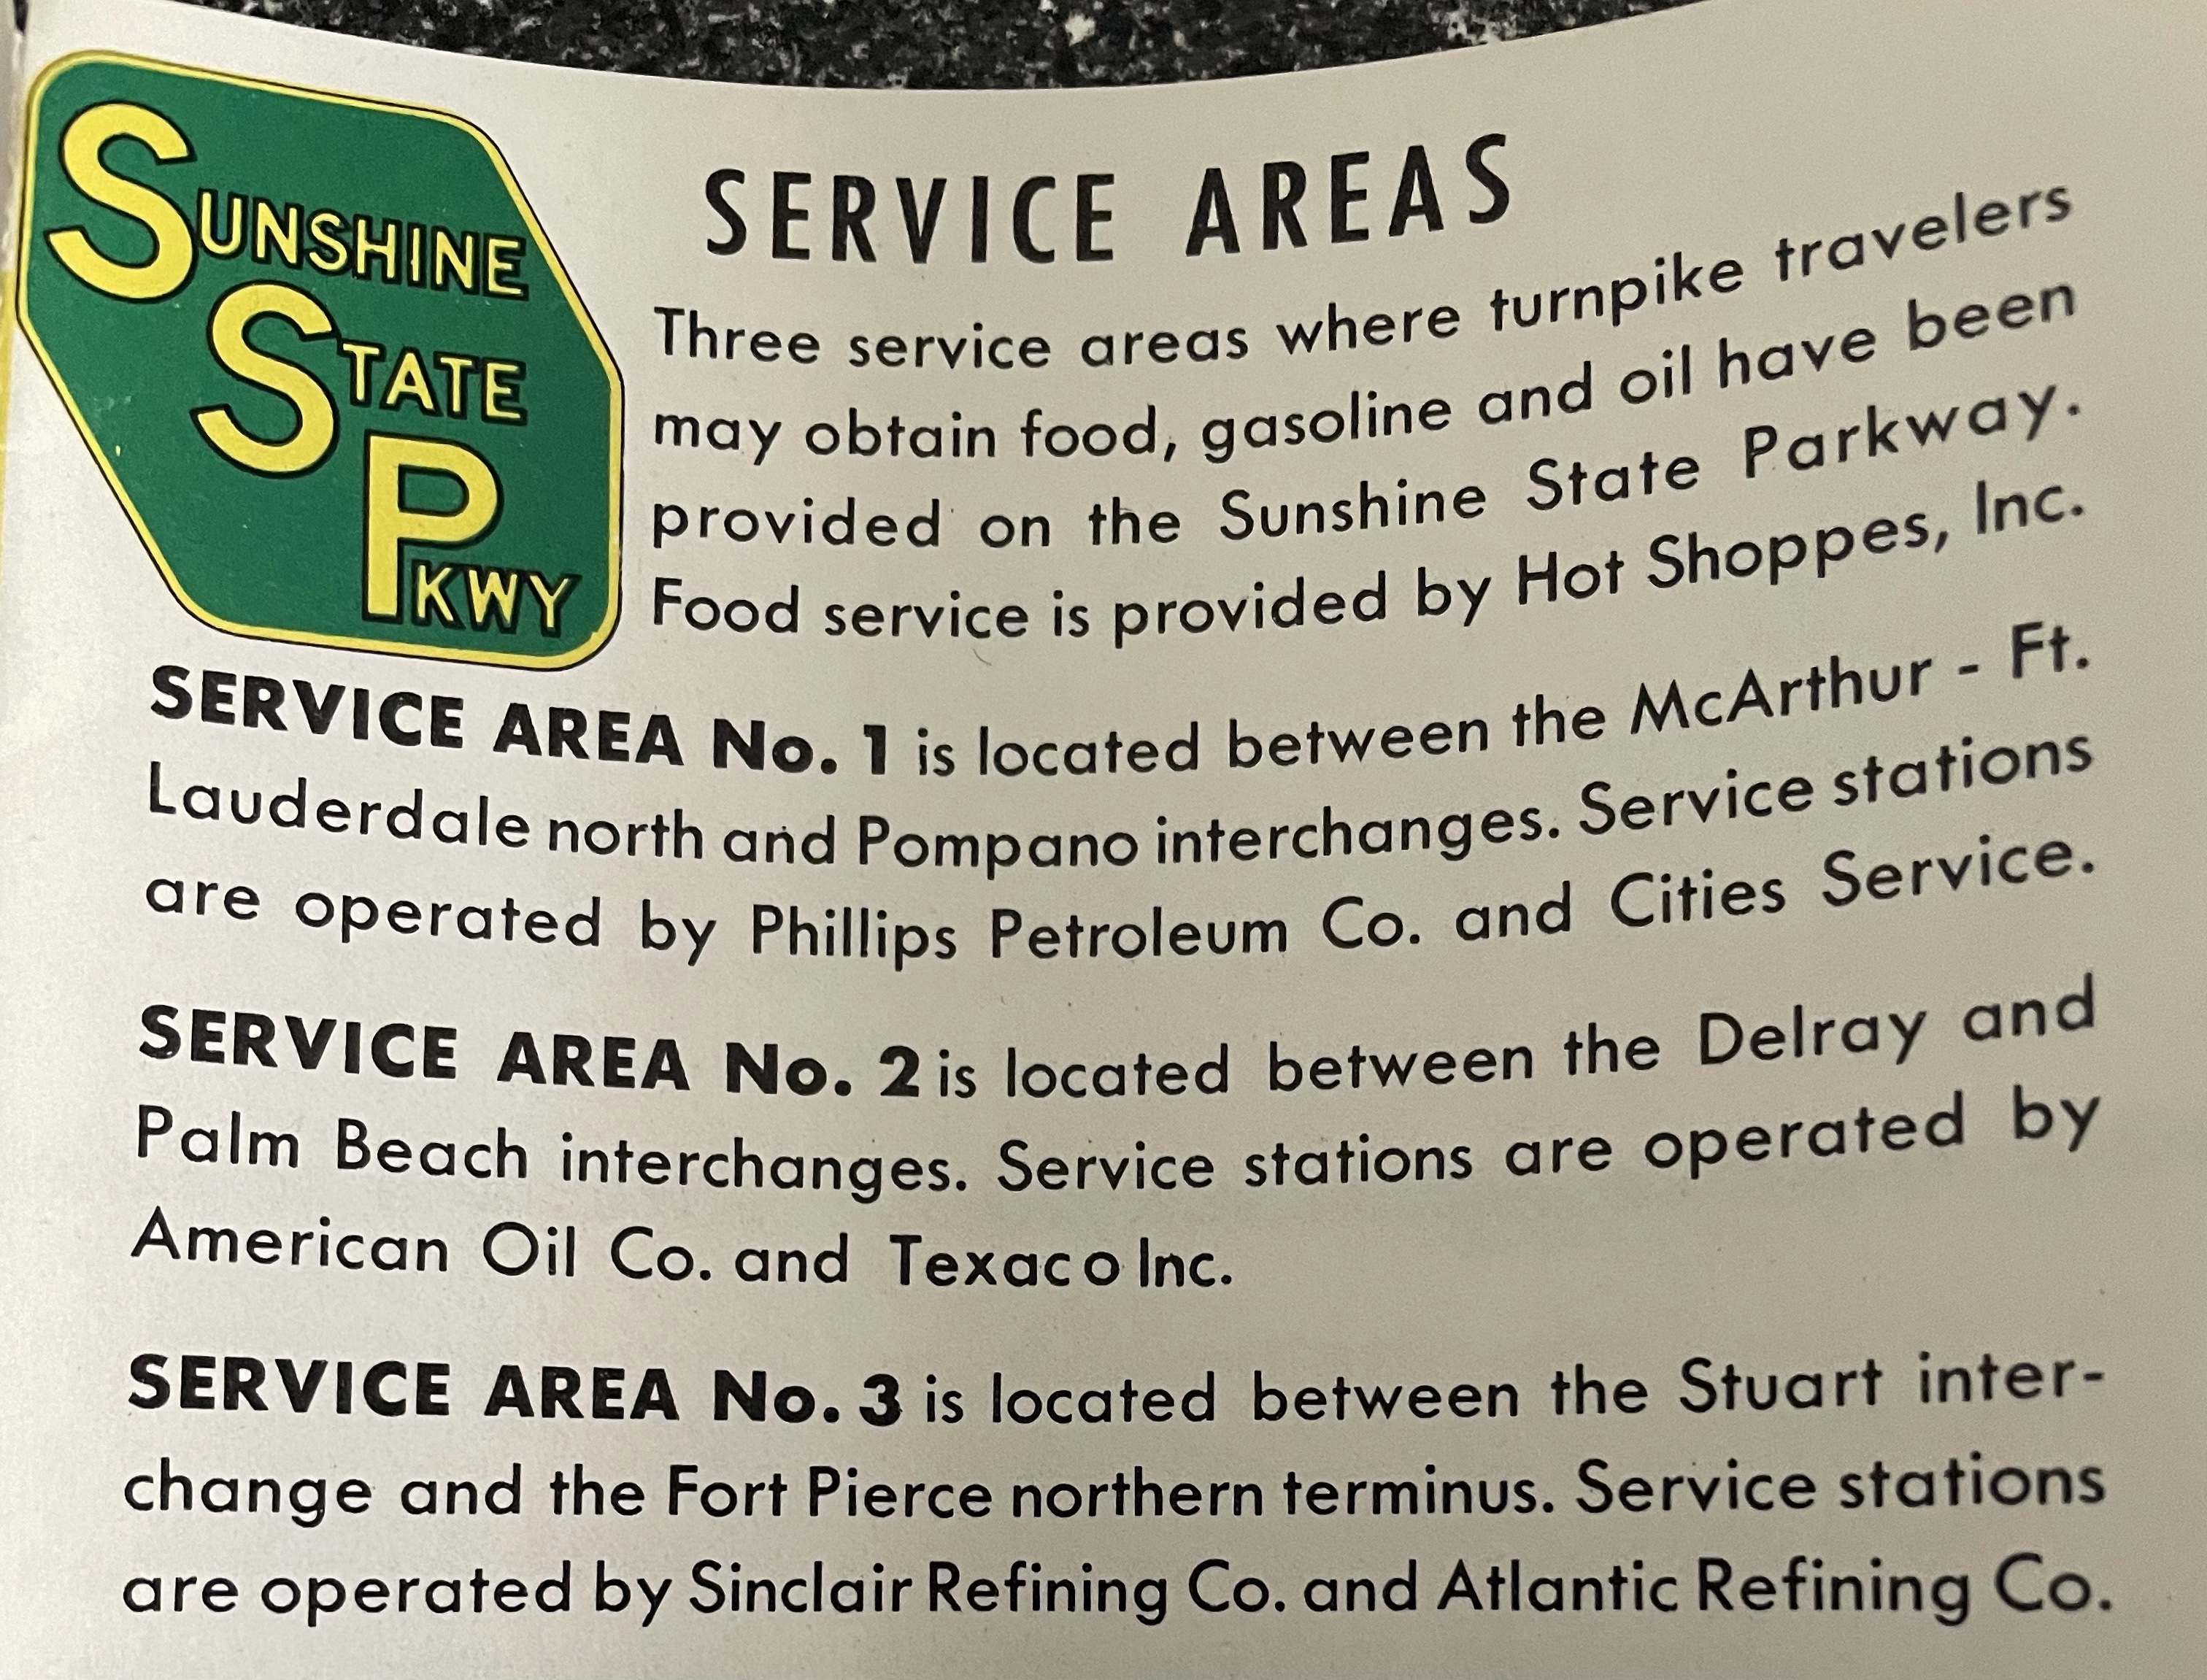 SUNSHINE
STATE
PKWY
SERVICE AREAS
Three service areas where turnpike travelers
may obtain food, gasoline and oil have been
provided on the Sunshine State Parkway.
Food service is provided by Hot Shoppes, Inc.
SERVICE AREA No. 1 is located between the McArthur - Ft.
Lauderdale north and Pompano interchanges. Service stations
are operated by Phillips Petroleum Co. and Cities Service.
SERVICE AREA No. 2 is located between the Delray and
Palm Beach interchanges. Service stations are operated by
American Oil Co. and Texaco Inc.
SERVICE AREA No. 3 is located between the Stuart inter-
change and the Fort Pierce northern terminus. Service stations
are operated by Sinclair Refining Co. and Atlantic Refining Co.